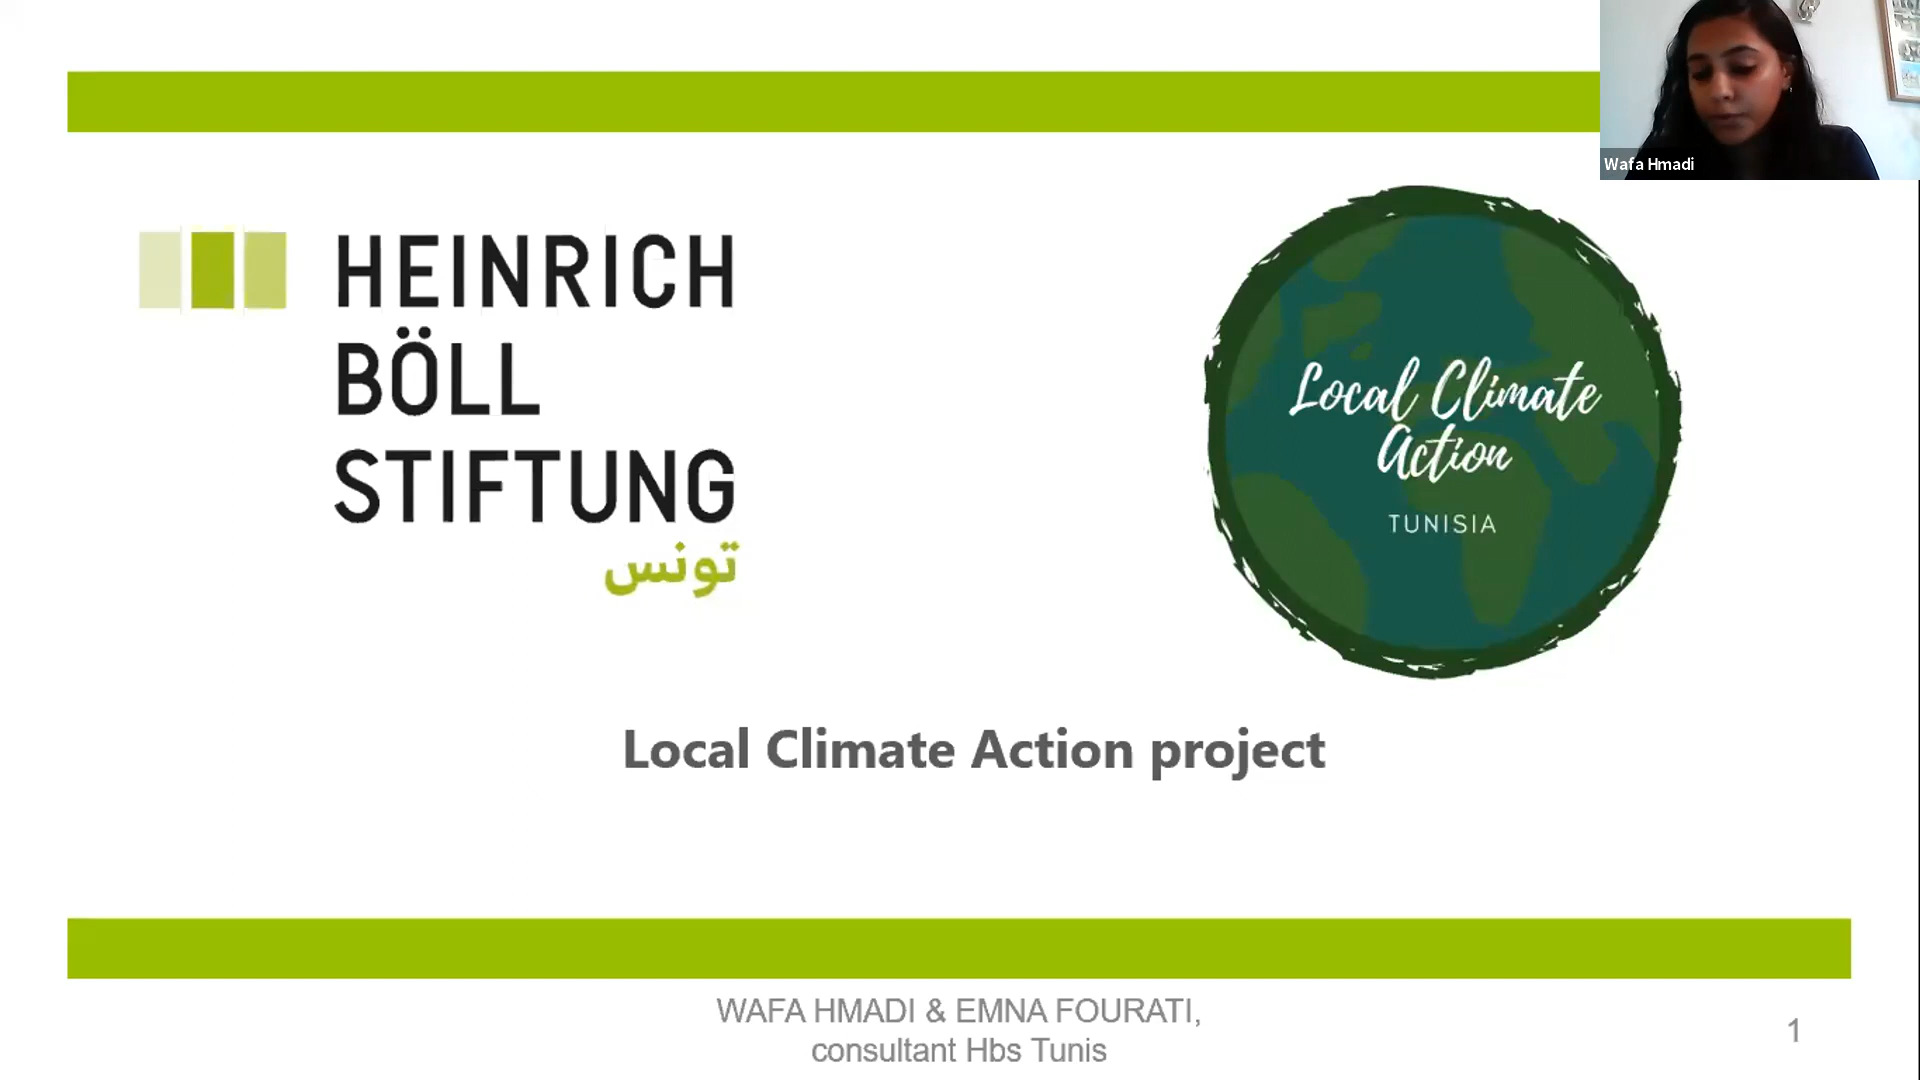 Wafa Hmadi
HEINRICH
BÖLL
STIFTUNG
تونس
Local Climate
Action
TUNISIA
Local Climate Action project
WAFA HMADI & EMNA FOURATI,
consultant Hbs Tunis
1